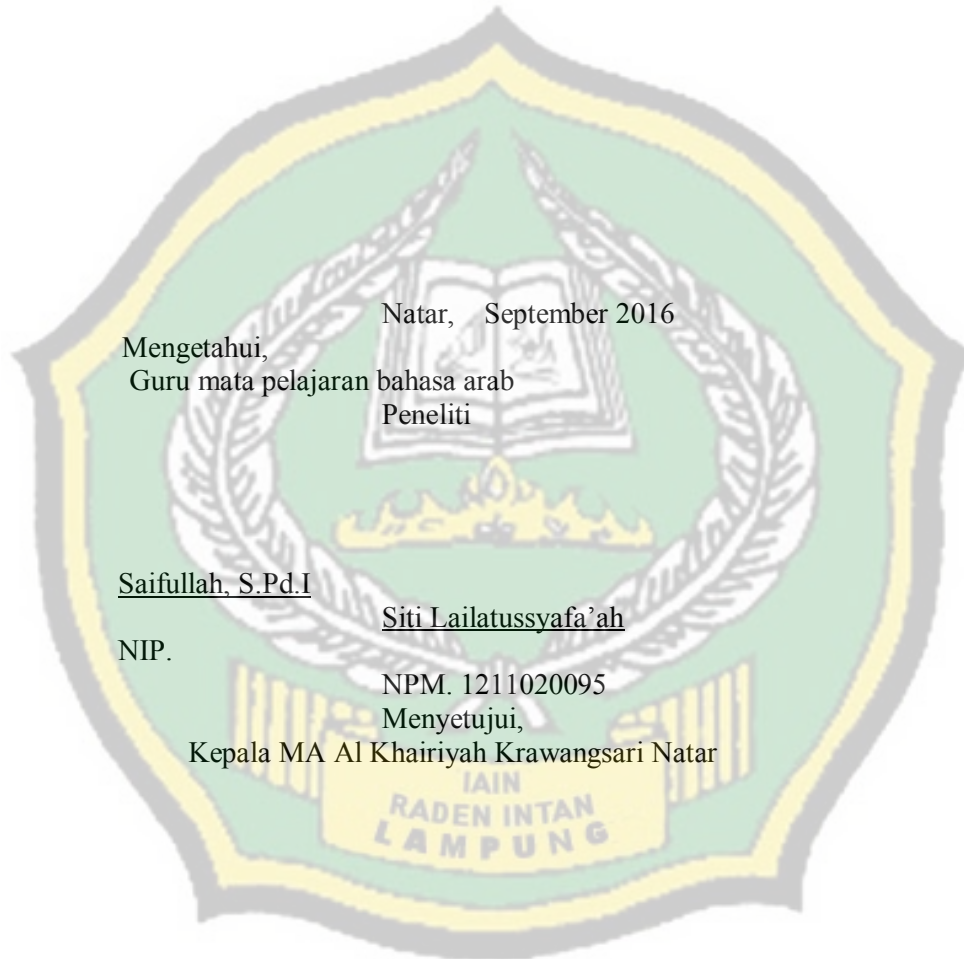 Natar, September 2016
Mengetahui,
Guru mata pelajaran bahasa arab
Peneliti
Saifullah, S.Pd.I
Siti Lailatussyafa’ah
NIP.
NPM. 1211020095
Menyetujui,
Kepala MA Al Khairiyah Krawangsari Natar
IAIN
RADEN INTAN
LAMPUNG